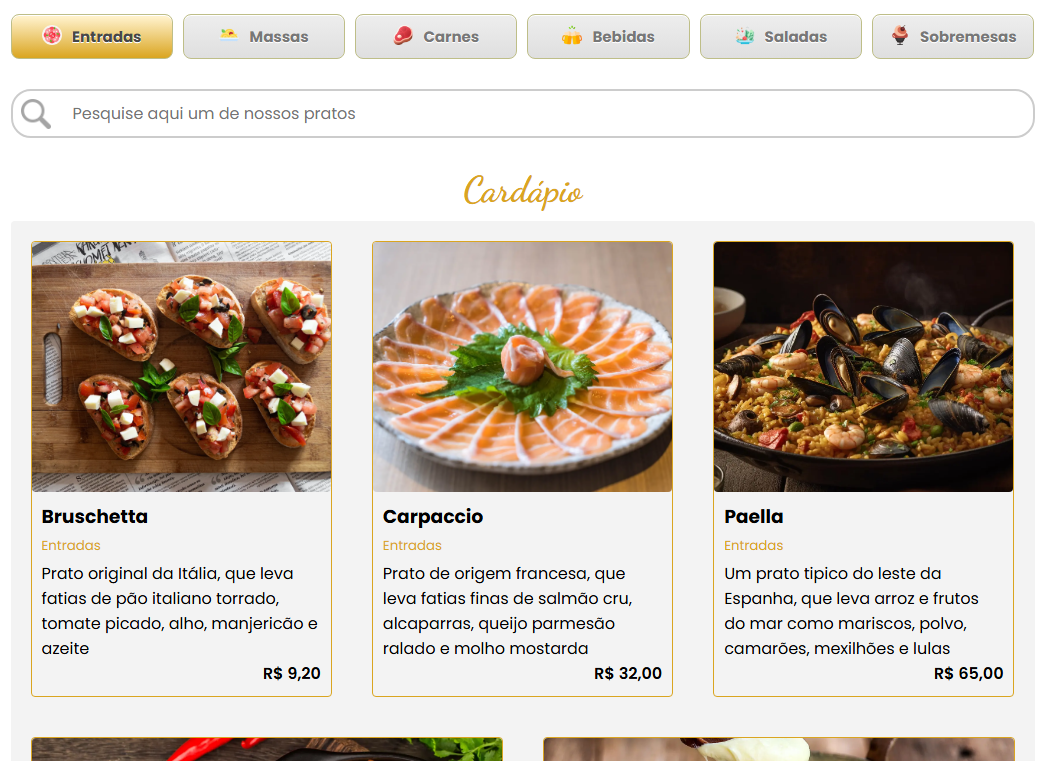 Entradas Massas Carnes Bebidas Saladas Sobremesas
Pesquise aqui um de nossos pratos
Cardápio
Bruschetta
Entradas
Prato original da Itália, que leva
fatias de pão italiano torrado,
tomate picado, alho, manjericão e
azeite
R$ 9,20
Carpaccio
Entradas
Prato de origem francesa, que
leva fatias finas de salmão cru,
alcaparras, queijo parmesão
ralado e molho mostarda
R$ 32,00
Paella
Entradas
Um prato tipico do leste da
Espanha, que leva arroz e frutos
do mar como mariscos, polvo,
camarões, mexilhões e lulas
R$ 65,00